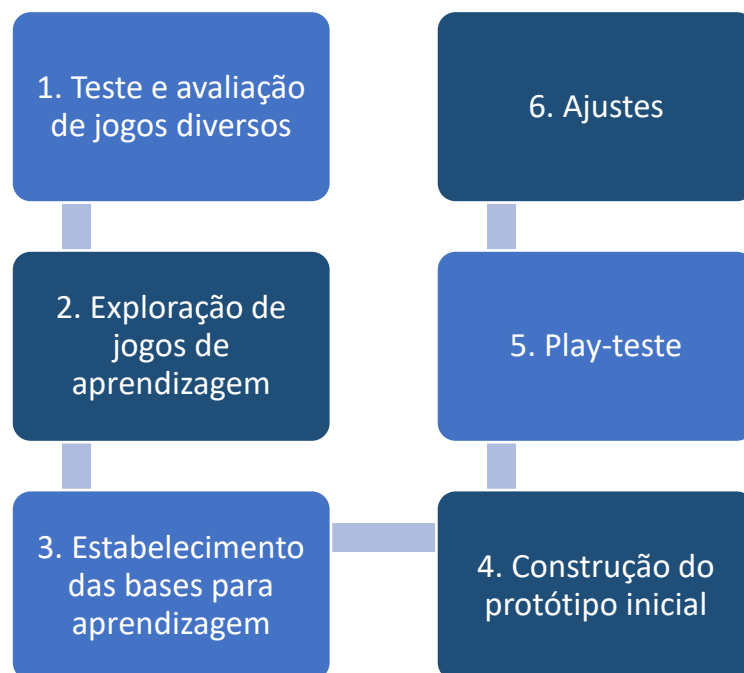 1. Teste e avaliação
de jogos diversos
2. Exploração de
jogos de
aprendizagem
3. Estabelecimento
das bases para
aprendizagem
4. Construção do
protótipo inicial
5. Play-teste
6. Ajustes